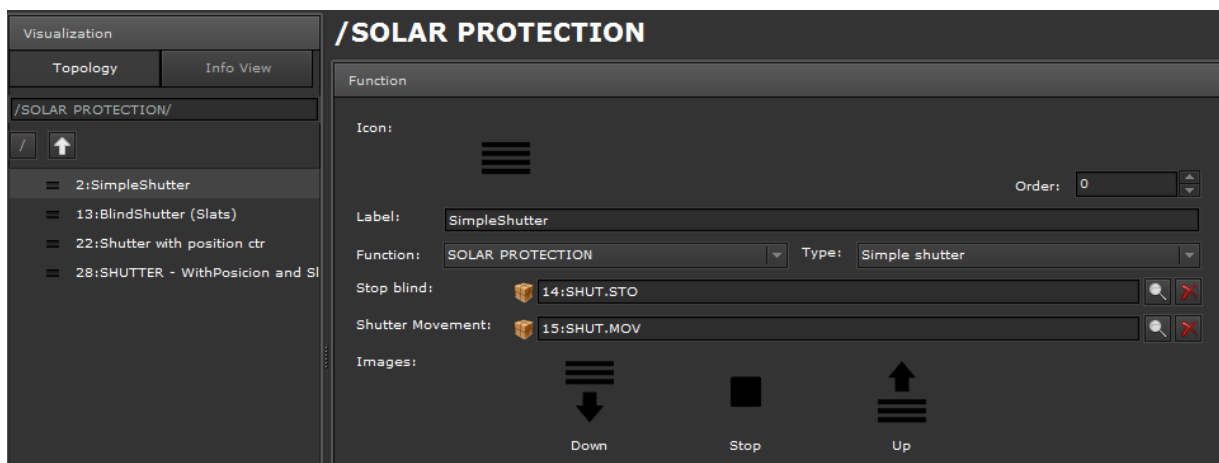 Visualization
Topology
Info View
/SOLAR PROTECTION/
/
2:SimpleShutter
13:BlindShutter (Slats)
22:Shutter with position ctr
28:SHUTTER - WithPosicion and Sl
/SOLAR PROTECTION
Function
Icon:
Order: 0
Label: SimpleShutter
Function: SOLAR PROTECTION Type: Simple shutter
Stop blind: 14:SHUT.STO
Shutter Movement: 15:SHUT.MOV
Images:
Down Stop Up